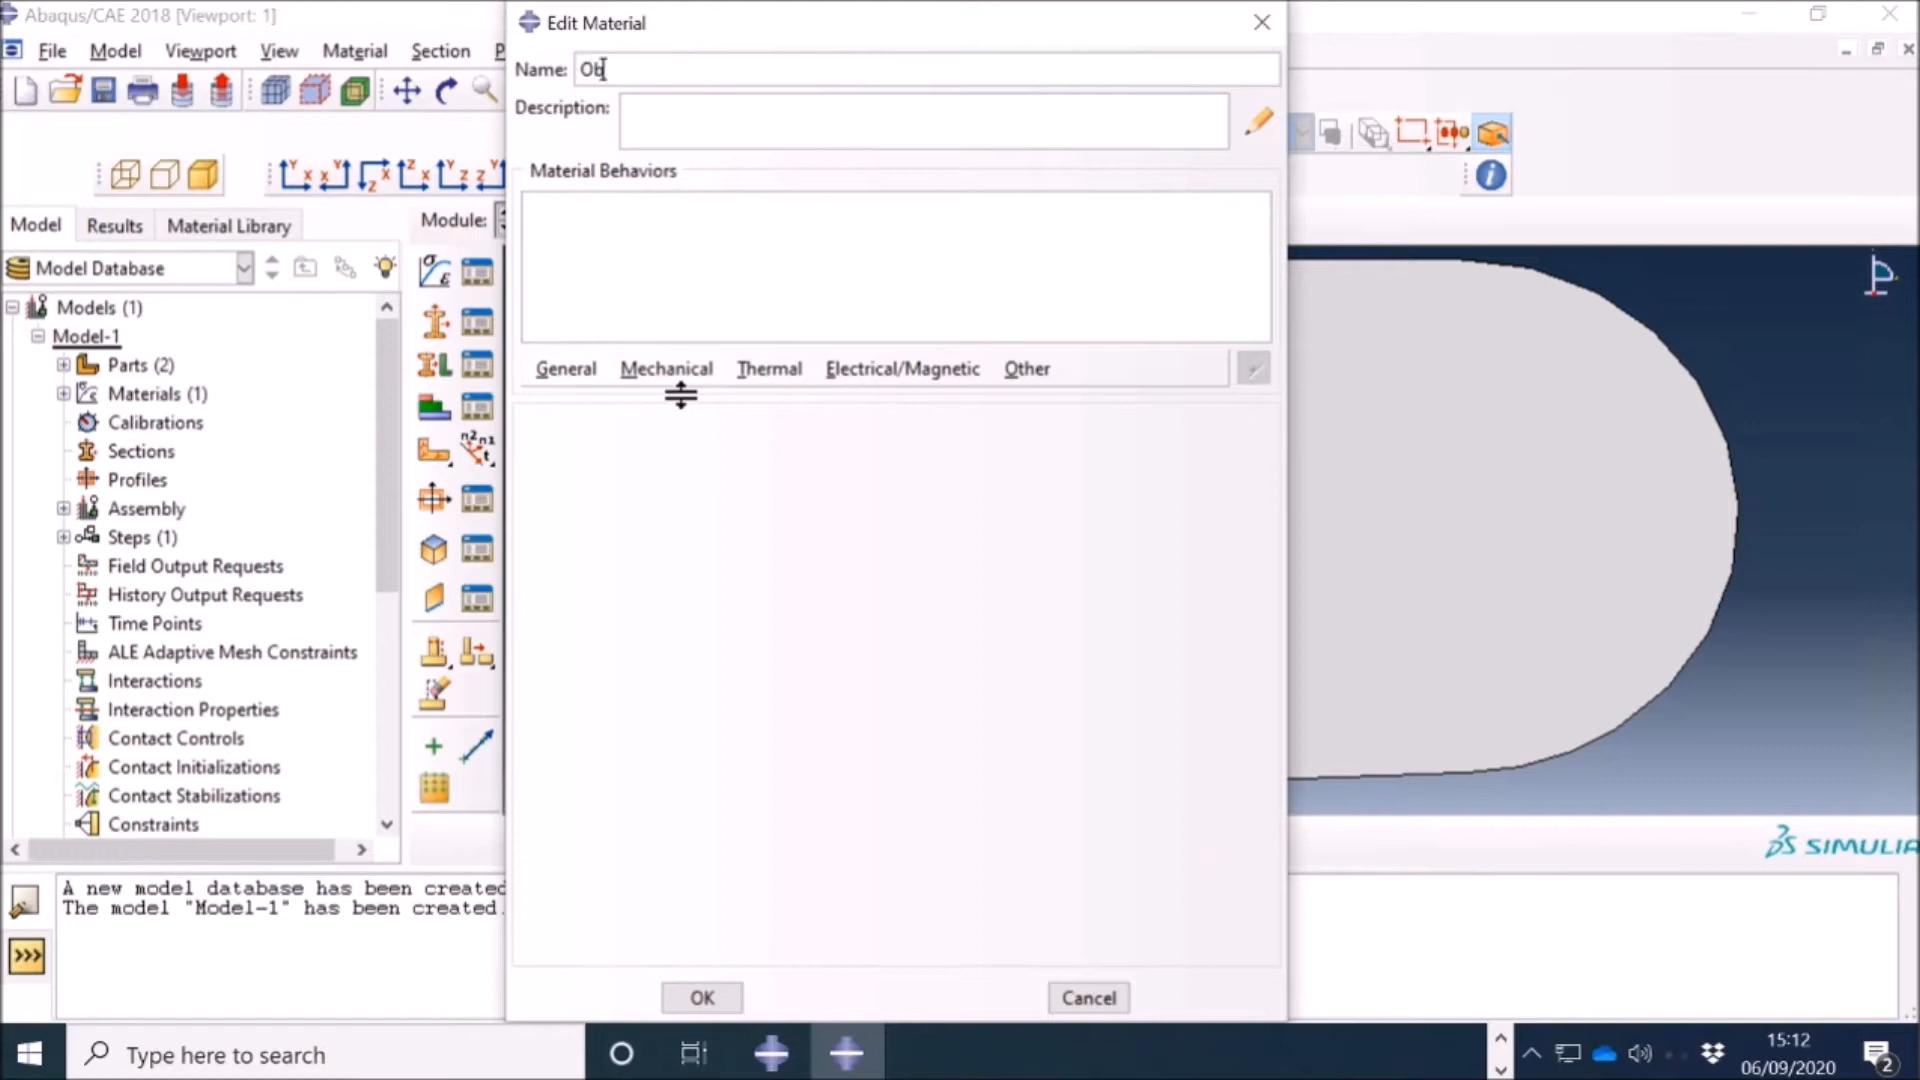 Abaqus/CAE 2018 [Viewport: 1]
File Model Viewport View Material Section P
Edit Material
Name: Ob
Description:
Material Behaviors
General Mechanical Thermal Electrical/Magnetic Other
OK
Cancel
Model Results Material Library
Module:
Model Database
Models (1)
Model-1
Parts (2)
Materials (1)
Calibrations
Sections
Profiles
Assembly
Steps (1)
Field Output Requests
History Output Requests
Time Points
ALE Adaptive Mesh Constraints
Interactions
Interaction Properties
Contact Controls
Contact Initializations
Contact Stabilizations
Constraints
SIMULIA
A new model database has been created
The model "Model-1" has been created.
Type here to search
15:12
06/09/2020
2